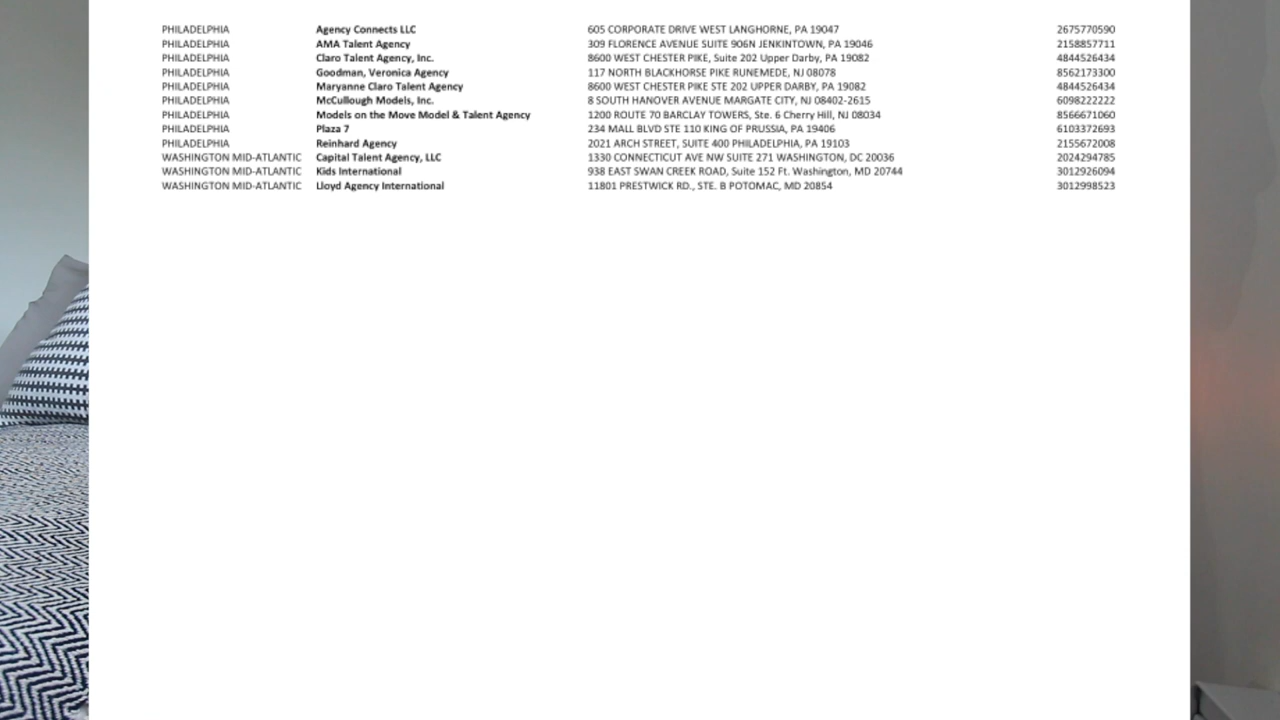 PHILADELPHIA Agency Connects LLC 605 CORPORATE DRIVE WEST LANGHORNE, PA 19047 2675770590
PHILADELPHIA AMA Talent Agency 309 FLORENCE AVENUE SUITE 906N JENKINTOWN, PA 19046 2158857711
PHILADELPHIA Claro Talent Agency, Inc. 8600 WEST CHESTER PIKE, Suite 202 Upper Darby, PA 19082 4844526434
PHILADELPHIA Goodman, Veronica Agency 117 NORTH BLACKHORSE PIKE RUNEMEDE, NJ 08078 8562173300
PHILADELPHIA Maryanne Claro Talent Agency 8600 WEST CHESTER PIKE STE 202 UPPER DARBY, PA 19082 4844526434
PHILADELPHIA McCullough Models, Inc. 8 SOUTH HANOVER AVENUE MARGATE CITY, NJ 08402-2615 6098222222
PHILADELPHIA Models on the Move Model & Talent Agency 1200 ROUTE 70 BARCLAY TOWERS, Ste. 6 Cherry Hill, NJ 08034 8566671060
PHILADELPHIA Plaza 7 234 MALL BLVD STE 110 KING OF PRUSSIA, PA 19406 6103372693
PHILADELPHIA Reinhard Agency 2021 ARCH STREET, SUITE 400 PHILADELPHIA, PA 19103 2155672008
WASHINGTON MID-ATLANTIC Capital Talent Agency, LLC 1330 CONNECTICUT AVE NW SUITE 271 WASHINGTON, DC 20036 2024294785
WASHINGTON MID-ATLANTIC Kids International 938 EAST SWAN CREEK ROAD, Suite 152 Ft. Washington, MD 20744 3012926094
WASHINGTON MID-ATLANTIC Lloyd Agency International 11801 PRESTWICK RD., STE. B POTOMAC, MD 20854 3012998523